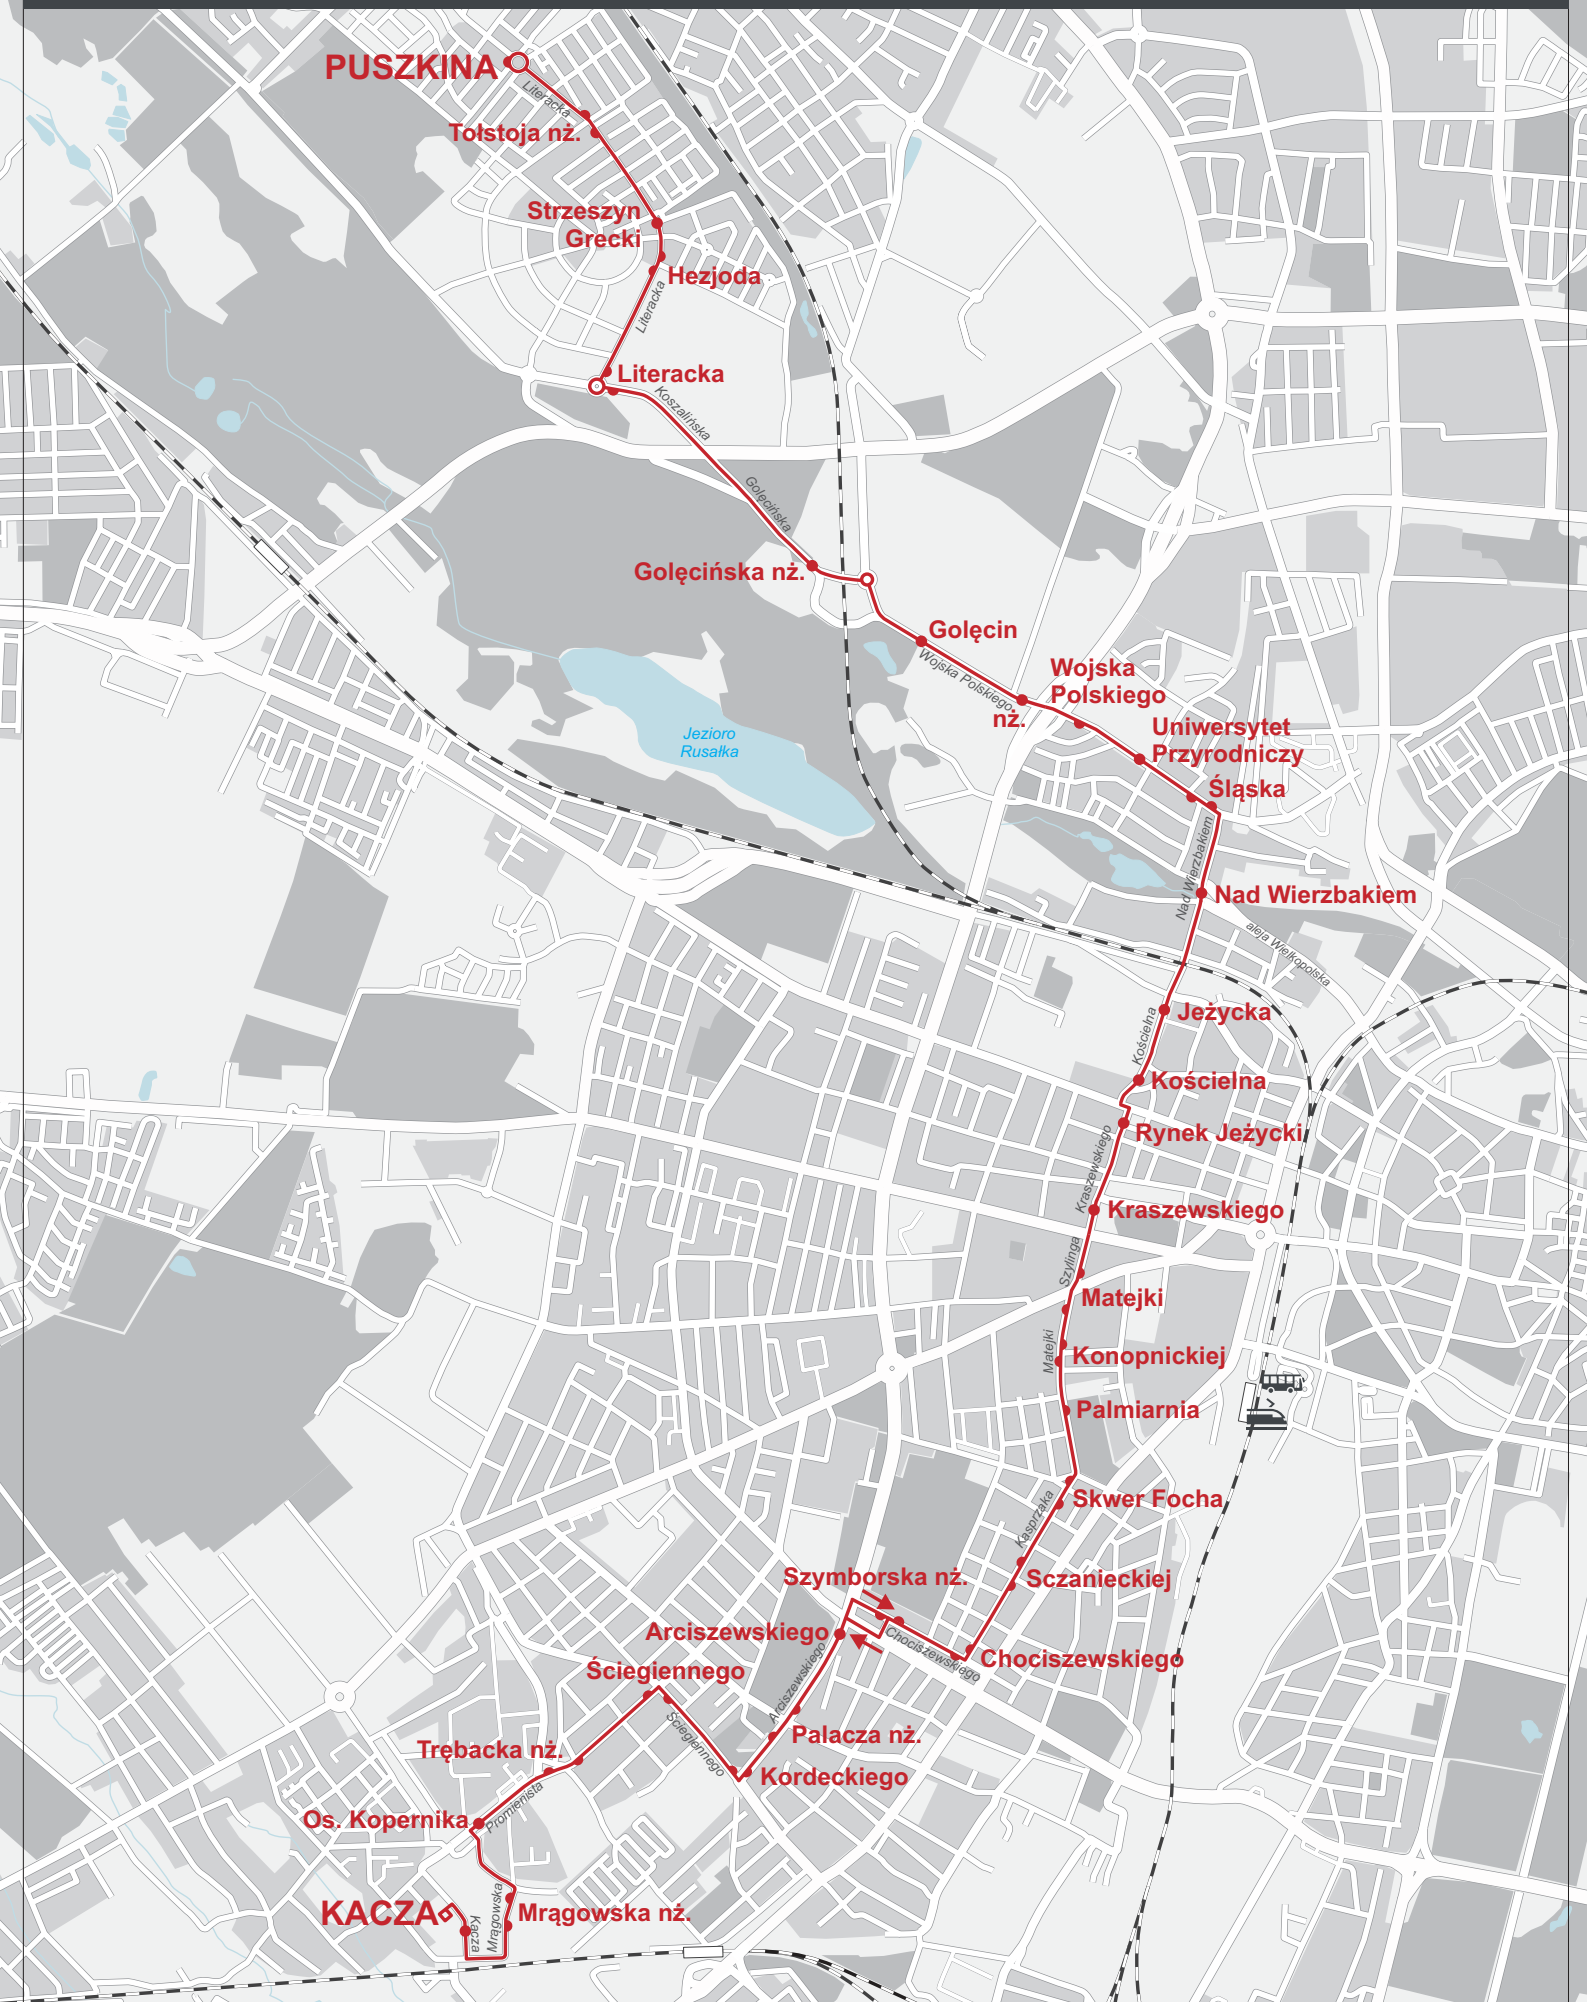 PUSZKINA
Literacka
Tołstoja nż.
Strzeszyn
Grecki
Hezjoda
Literacka
Literacka
Koszalińska
Golęcińska
Golęcińska nż.
Golęcin
Wojska Polskiego
Wojska
Polskiego
nż.
Uniwersytet
Przyrodniczy
Jezioro
Rusałka
Śląska
Nad Wierzbakiem
Nad Wierzbakiem
aleja Wielkopolska
Jeżycka
Kościelna
Kościelna
Rynek Jeżycki
Kraszewskiego
Kraszewskiego
Szylinga
Matejki
Matejki
Konopnickiej
Palmiarnia
Skwer Focha
Kasprzaka
Szymborska nż.
Sczanieckiej
Arciszewskiego
Chociszewskiego
Chociszewskiego
Ściegiennego
Arciszewskiego
Ściegiennego
Palacza nż.
Trębacka nż.
Kordeckiego
Promienista
Os. Kopernika
KACZA
Kacza
Mrągowska
Mrągowska nż.